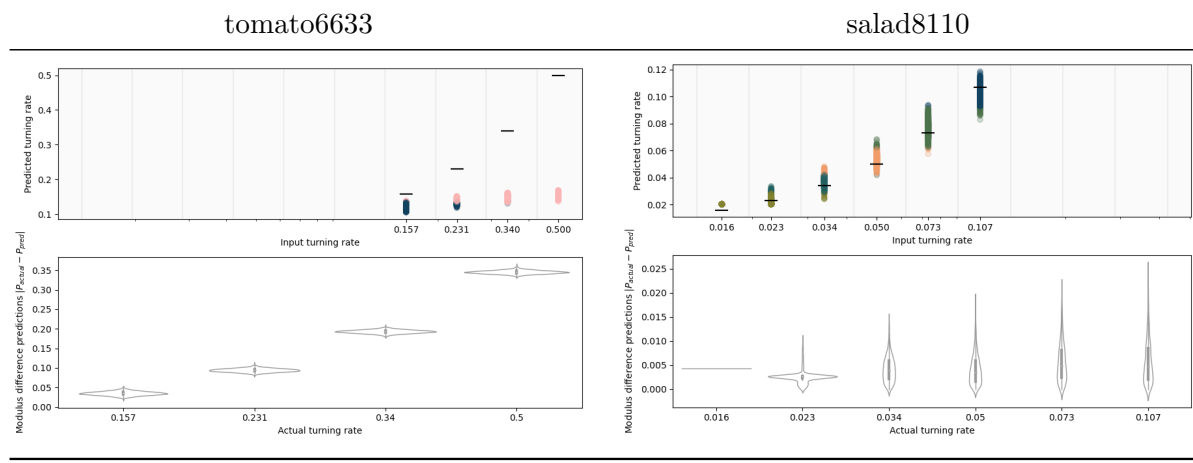 tomato6633
salad8110
0.5
0.4
0.3
0.2
0.1
Predicted turning rate
0.157 0.231 0.340 0.500
Input turning rate
0.12
0.10
0.08
0.06
0.04
0.02
Predicted turning rate
0.016 0.023 0.034 0.050 0.073 0.107
Input turning rate
0.35
0.30
0.25
0.20
0.15
0.10
0.05
0.00
Modulus difference predictions |P_actual − P_pred|
0.157 0.231 0.34 0.5
Actual turning rate
0.025
0.020
0.015
0.010
0.005
0.000
Modulus difference predictions |P_actual − P_pred|
0.016 0.023 0.034 0.05 0.073 0.107
Actual turning rate